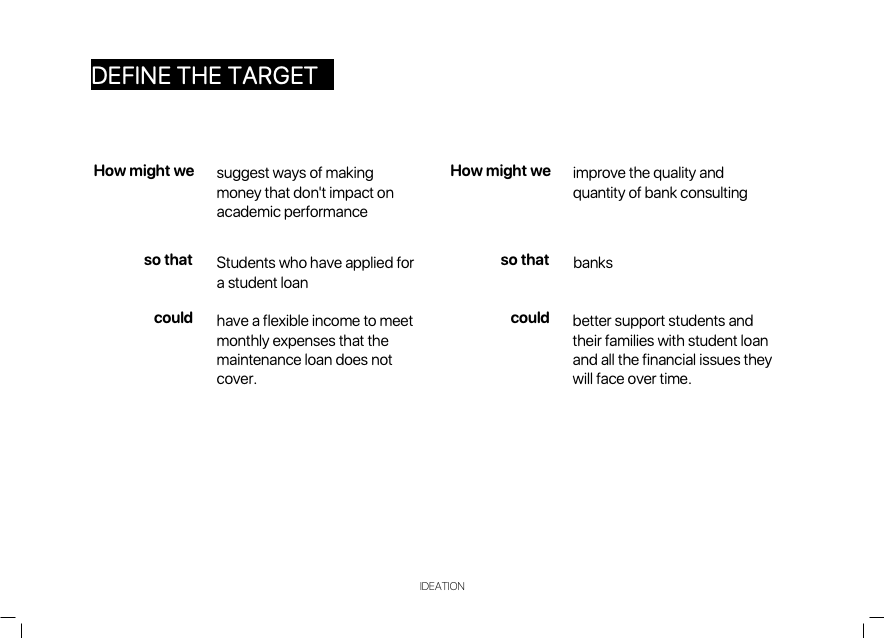 DEFINE THE TARGET
How might we
suggest ways of making
money that don't impact on
academic performance
so that
Students who have applied for
a student loan
could
have a flexible income to meet
monthly expenses that the
maintenance loan does not
cover.
How might we
improve the quality and
quantity of bank consulting
so that
banks
could
better support students and
their families with student loan
and all the financial issues they
will face over time.
IDEATION